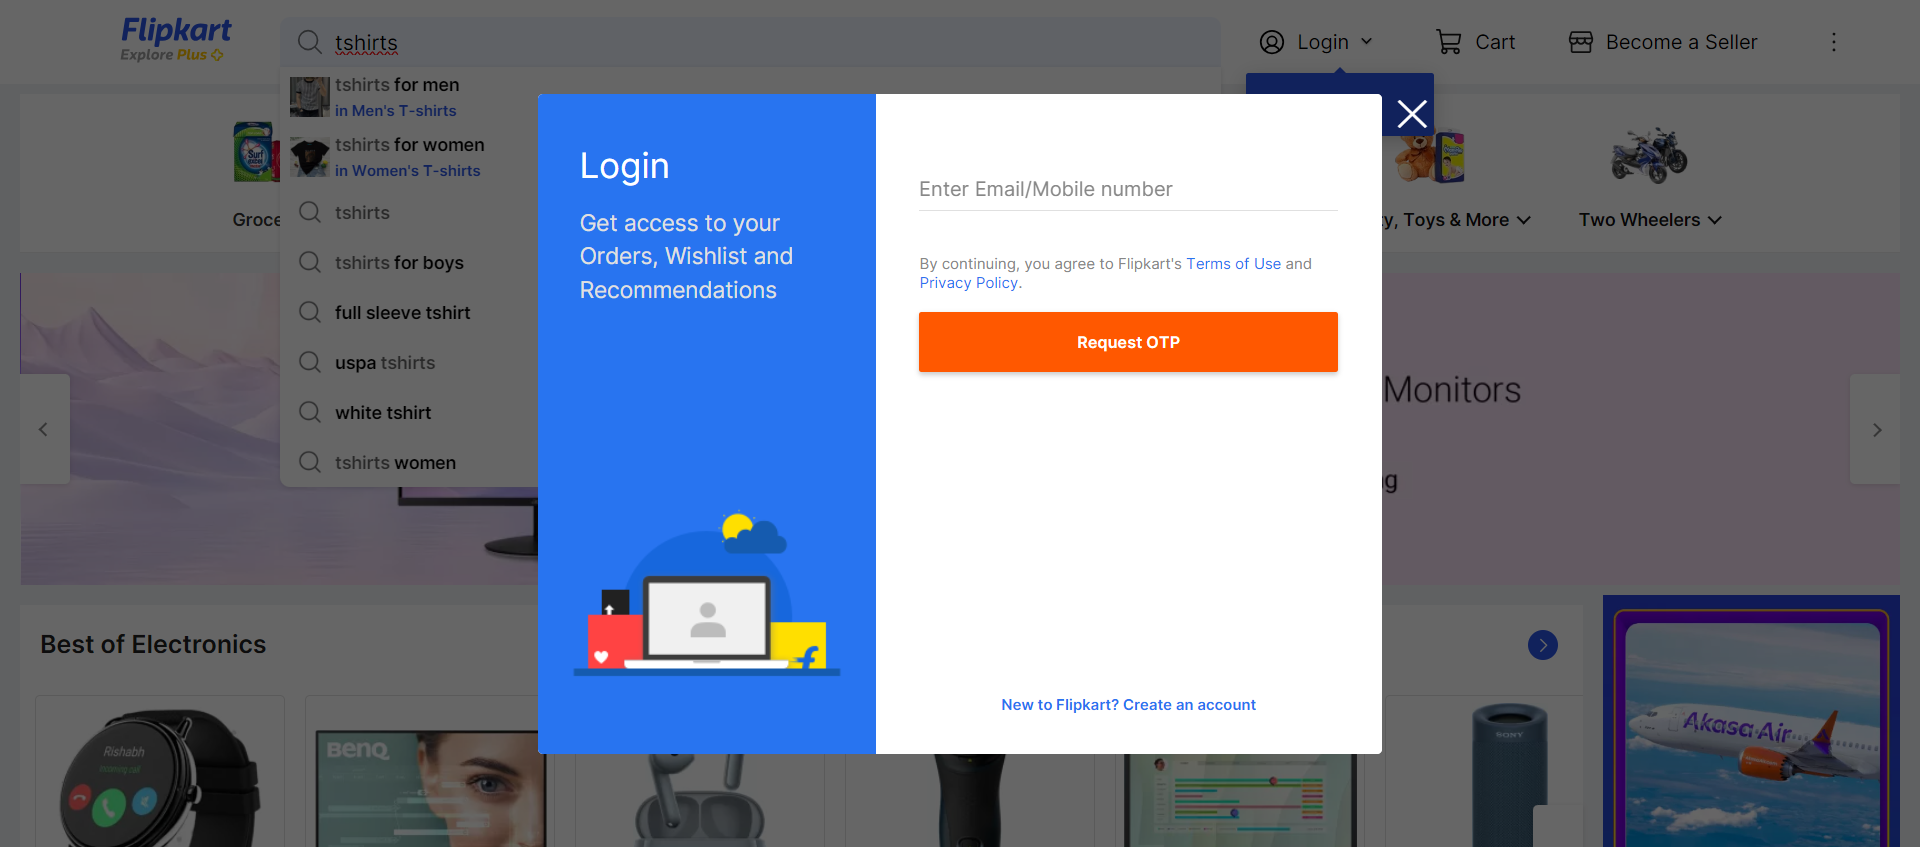 Flipkart
Explore Plus
tshirts
Login
Cart
Become a Seller
tshirts for men
in Men's T-shirts
tshirts for women
in Women's T-shirts
tshirts
tshirts for boys
full sleeve tshirt
uspa tshirts
white tshirt
tshirts women
Surf
excel
Groce
y, Toys & More
Two Wheelers
Login
Get access to your
Orders, Wishlist and
Recommendations
Enter Email/Mobile number
By continuing, you agree to Flipkart's Terms of Use and
Privacy Policy.
Request OTP
New to Flipkart? Create an account
Monitors
g
Best of Electronics
Rishabh
Incoming call
BenQ
SONY
Akasa Air